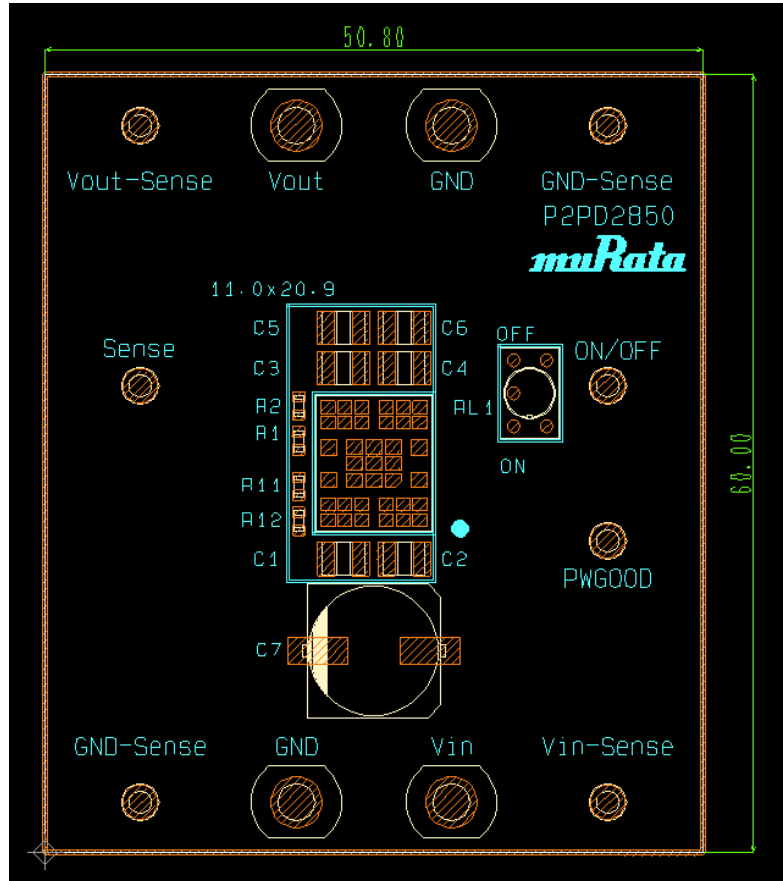 50.80
Vout-Sense Vout GND GND-Sense
P2PD2850
muRata
11.0x20.9
C5 C6 OFF
Sense C3 C4 ON/OFF
R2 RL1
R1
ON
R11
60.00
R12
C1 C2 PWGOOD
C7
GND-Sense GND Vin Vin-Sense